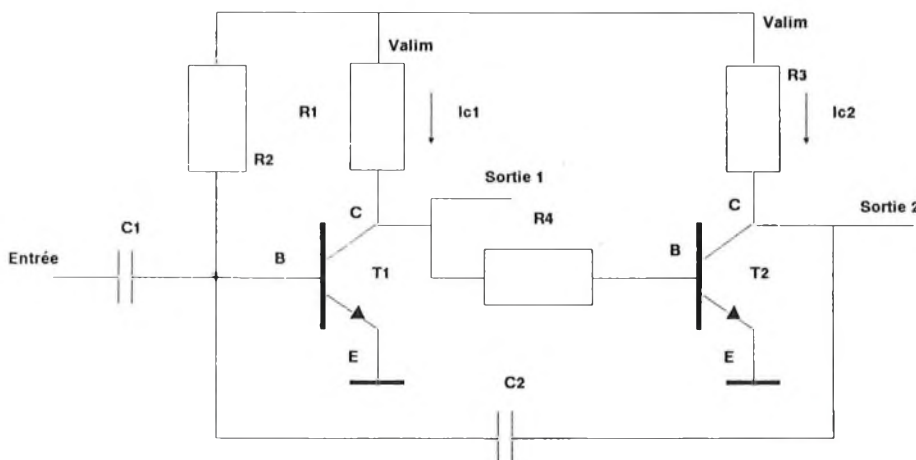 Valim
Valim
R3
R1
Ic1
Ic2
R2
Sortie 1
C
R4
C
Sortie 2
C1
Entrée
B
T1
B
T2
E
E
C2